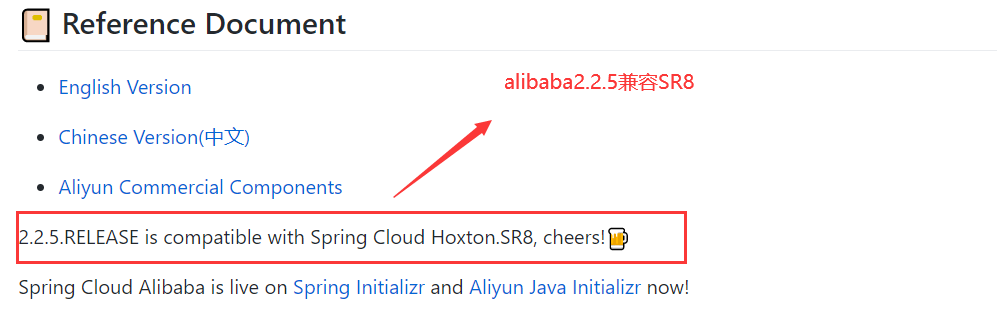 Reference Document
English Version
alibaba2.2.5兼容SR8
Chinese Version(中文)
Aliyun Commercial Components
2.2.5.RELEASE is compatible with Spring Cloud Hoxton.SR8, cheers!
Spring Cloud Alibaba is live on Spring Initializr and Aliyun Java Initializr now!